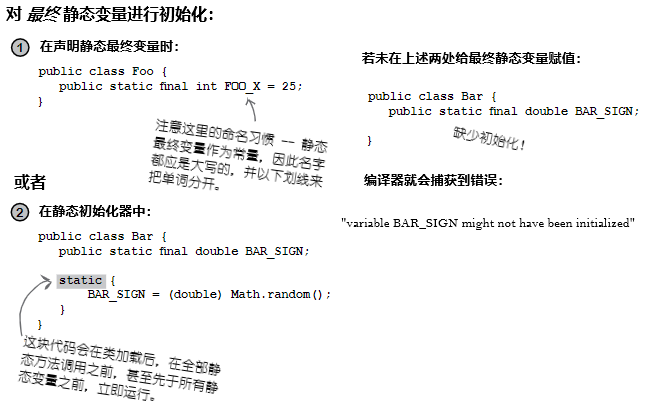 对 最终 静态变量进行初始化：
① 在声明静态最终变量时：
public class Foo {
public static final int FOO_X = 25;
}
注意这里的命名习惯 -- 静态
最终变量作为常量，因此名字
都应是大写的，并以下划线来
把单词分开。
或者
② 在静态初始化器中：
public class Bar {
public static final double BAR_SIGN;
static {
BAR_SIGN = (double) Math.random();
}
}
这块代码会在类加载后，在全部静
态方法调用之前，甚至先于所有静
态变量之前，立即运行。
若未在上述两处给最终静态变量赋值：
public class Bar {
public static final double BAR_SIGN;
}
缺少初始化！
编译器就会捕获到错误：
"variable BAR_SIGN might not have been initialized"